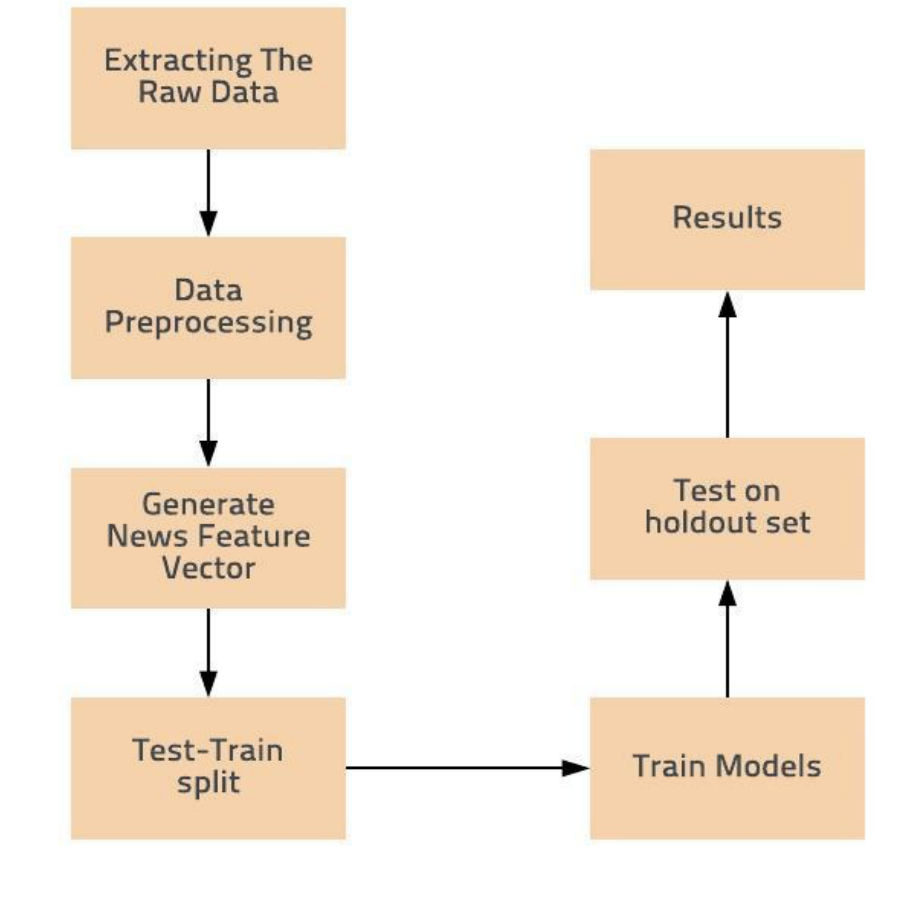 Extracting The
Raw Data
Data
Preprocessing
Generate
News Feature
Vector
Test-Train
split
Train Models
Test on
holdout set
Results